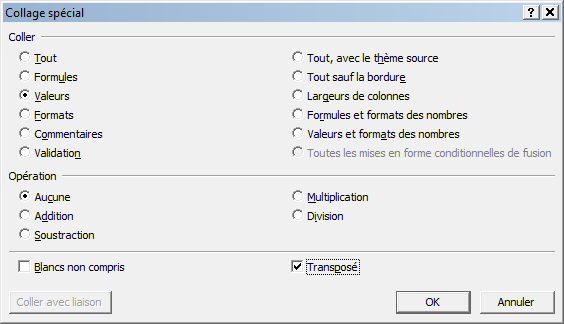 Collage spécial
Coller
Tout
Tout, avec le thème source
Formules
Tout sauf la bordure
Valeurs
Largeurs de colonnes
Formats
Formules et formats des nombres
Commentaires
Valeurs et formats des nombres
Validation
Toutes les mises en forme conditionnelles de fusion
Opération
Aucune
Multiplication
Addition
Division
Soustraction
Blancs non compris
Transposé
Coller avec liaison
OK
Annuler